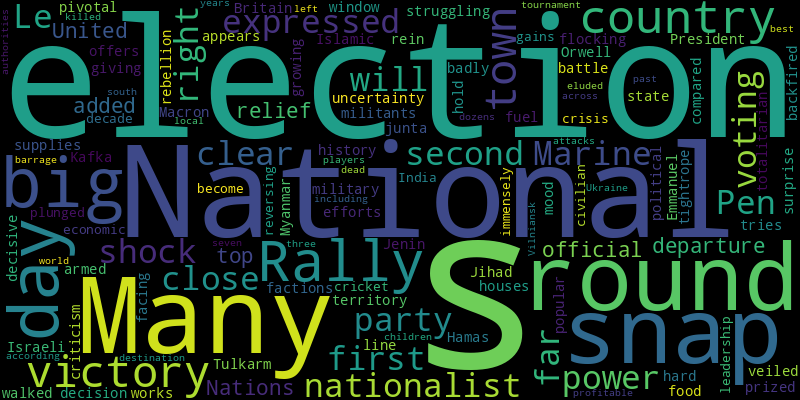 authorities Le pivotal killed Britain left window struggling tournament gains President country best
United offers giving appears right rebellion expressed Islamic rein growing years flocking Orwell battle compared backfired
election
added decade south Macron local relief will uncertainty militants junta hold badly town fuel eluded across crisis state past dozens voting totalitarian
supplies Kafka barrage clear history players dead second Marine attacks political Emmanuel tightrope surprise
big National become reversing Myanmar military including efforts India immensely civilian Ukraine mood Pen tries
plunged economic decisive shock seven top Jenin Vilniansk official departure
day world armed facing close Rally three factions cricket territory Jihad houses S round popular
Many party Hamas line children snap far leadership
Israeli according criticism victory destination Tulkarm first power hard veiled
walked decision works Nations nationalist profitable food prized